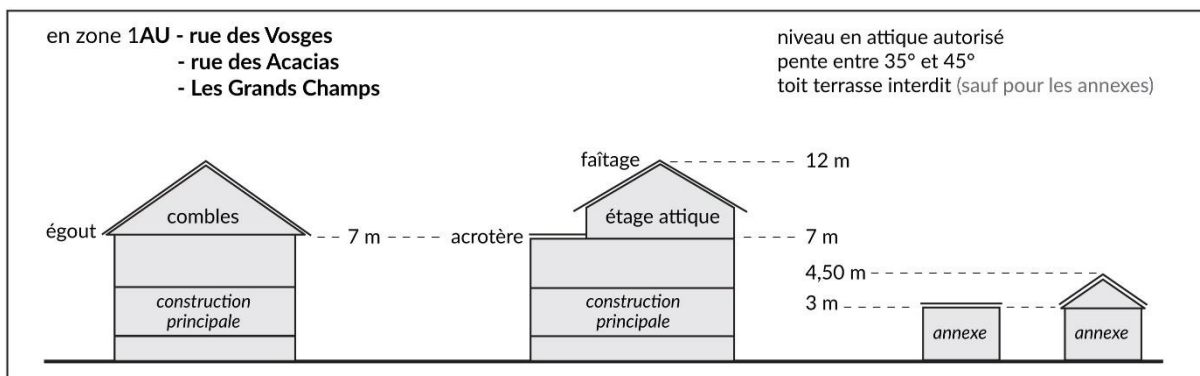 en zone 1AU - rue des Vosges
- rue des Acacias
- Les Grands Champs
niveau en attique autorisé
pente entre 35° et 45°
toit terrasse interdit (sauf pour les annexes)
faîtage
12 m
combles
étage attique
égout
7 m
acrotère
7 m
4,50 m
3 m
construction
principale
construction
principale
annexe
annexe